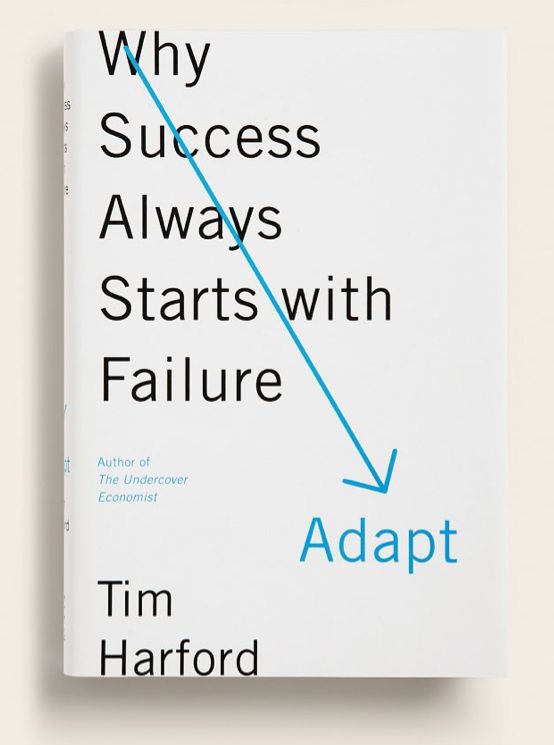 Why
Success
Always
Starts with
Failure
Author of
The Undercover
Economist
Adapt
Tim
Harford